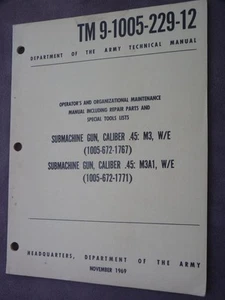 TM 9-1005-229-12
DEPARTMENT OF THE ARMY TECHNICAL MANUAL
OPERATOR'S AND ORGANIZATIONAL MAINTENANCE
MANUAL INCLUDING REPAIR PARTS AND
SPECIAL TOOLS LISTS
SUBMACHINE GUN, CALIBER .45: M3, W/E
(1005-672-1767)
SUBMACHINE GUN, CALIBER .45: M3A1, W/E
(1005-672-1771)
HEADQUARTERS, DEPARTMENT OF THE ARMY
NOVEMBER 1969